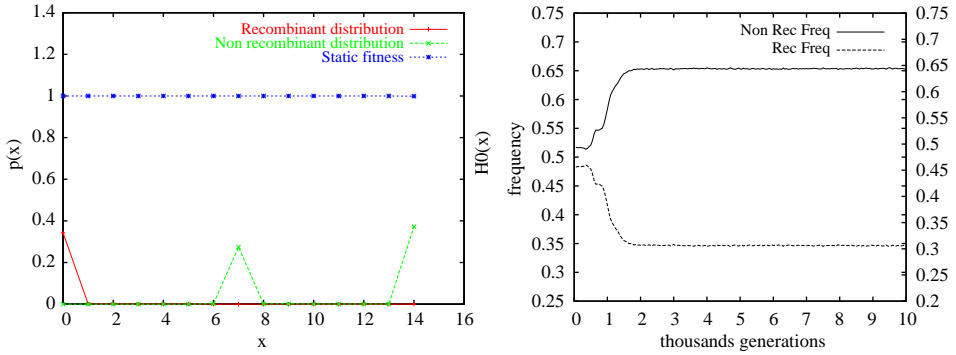 1.4
1.2
1
0.8
0.6
0.4
0.2
0
p(x)
Recombinant distribution
Non recombinant distribution
Static fitness
0 2 4 6 8 10 12 14 16
x
H0(x)
0.75
0.7
0.65
0.6
0.55
0.5
0.45
0.4
0.35
0.3
0.25
frequency
Non Rec Freq
Rec Freq
0.75
0.7
0.65
0.6
0.55
0.5
0.45
0.4
0.35
0.3
0.25
0.2
0 1 2 3 4 5 6 7 8 9 10
thousands generations